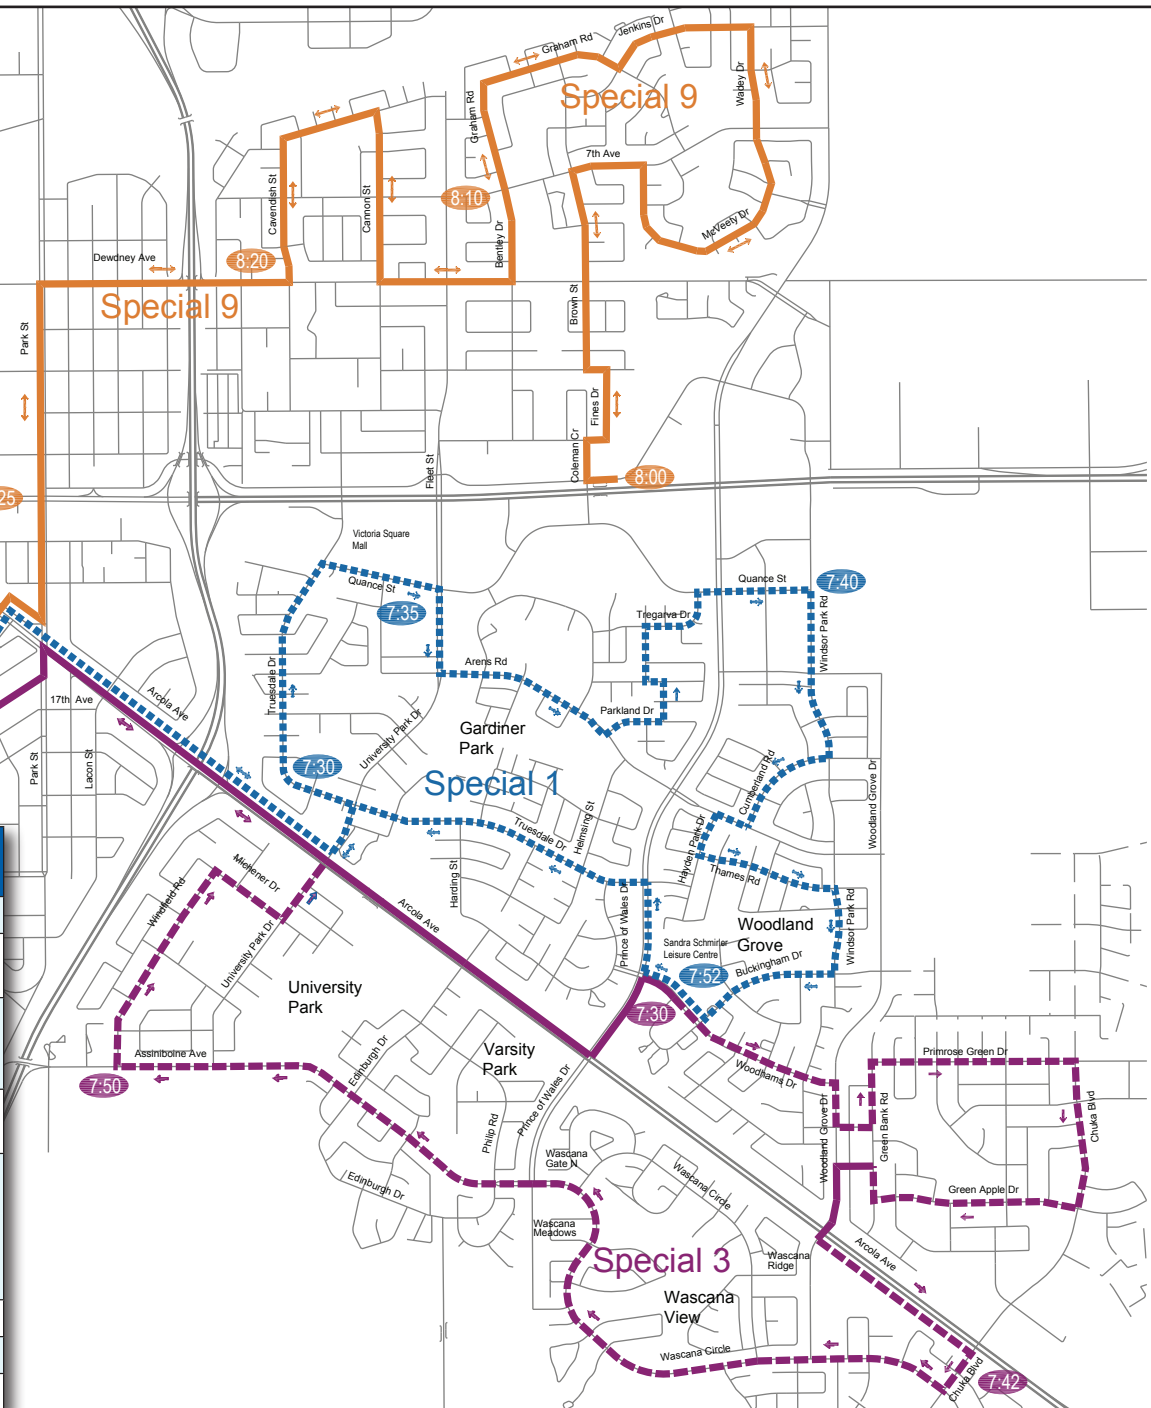 Jenkins Dr
Graham Rd
Wadey Dr
Special 9
Graham Rd
7th Ave
Cavendish St
Cannon St
8:10
McVeety Dr
Bentley Dr
Dewdney Ave
8:20
Special 9
Brown St
Park St
Fines Dr
Coleman Cr
Fleet St
8:00
25
Victoria Square
Mall
Quance St
7:35
Quance St
7:40
Tregarva Dr
Windsor Park Rd
Truesdale Dr
Arens Rd
17th Ave
Arcola Ave
Parkland Dr
University Park Dr
Gardiner
Park
Park St
Lacon St
7:30
Special 1
Cumberland Rd
Woodland Grove Dr
Helmsing St
Truesdale Dr
Hayden Park Dr
Michener Dr
Harding St
Thames Rd
Windfield Rd
Arcola Ave
Prince of Wales Dr
Woodland
Grove
Windsor Park Rd
University Park Dr
Sandra Schmirler
Leisure Centre
7:52
Buckingham Dr
University
Park
7:30
Assiniboine Ave
Edinburgh Dr
Varsity
Park
Primrose Green Dr
7:50
Woodhams Dr
Prince of Wales Dr
Philip Rd
Woodland Grove Dr
Green Bank Rd
Chuka Blvd
Wascana
Gate N
Wascana Circle
Edinburgh Dr
Green Apple Dr
Wascana
Meadows
Special 3
Wascana
Ridge
Arcola Ave
Wascana
View
Wascana Circle
Chuka Blvd
7:42